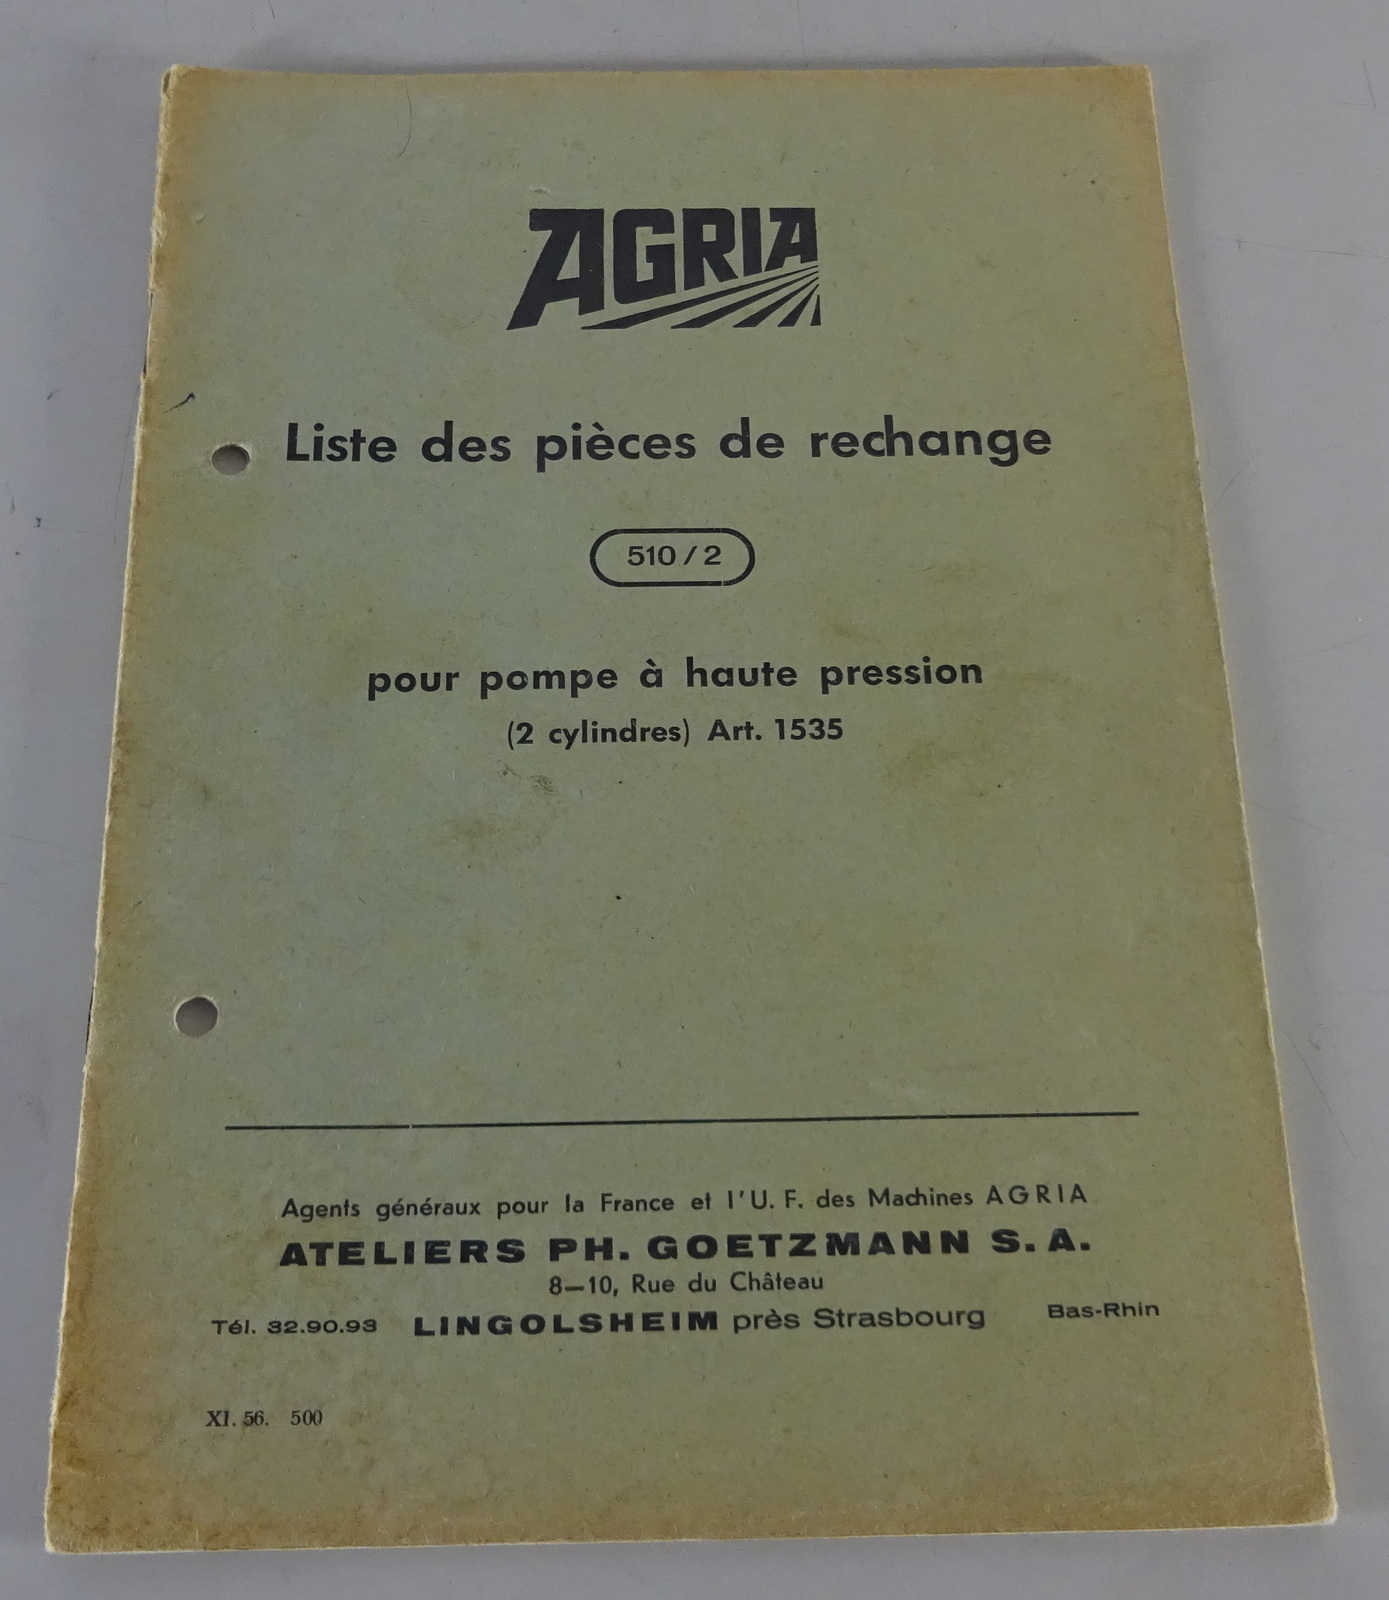 AGRIA
Liste des pièces de rechange
510 / 2
pour pompe à haute pression
(2 cylindres) Art. 1535
Agents généraux pour la France et l'U. F. des Machines AGRIA
ATELIERS PH. GOETZMANN S. A.
8–10, Rue du Château
Tél. 32.90.93 LINGOLSHEIM près Strasbourg Bas-Rhin
XI. 56. 500